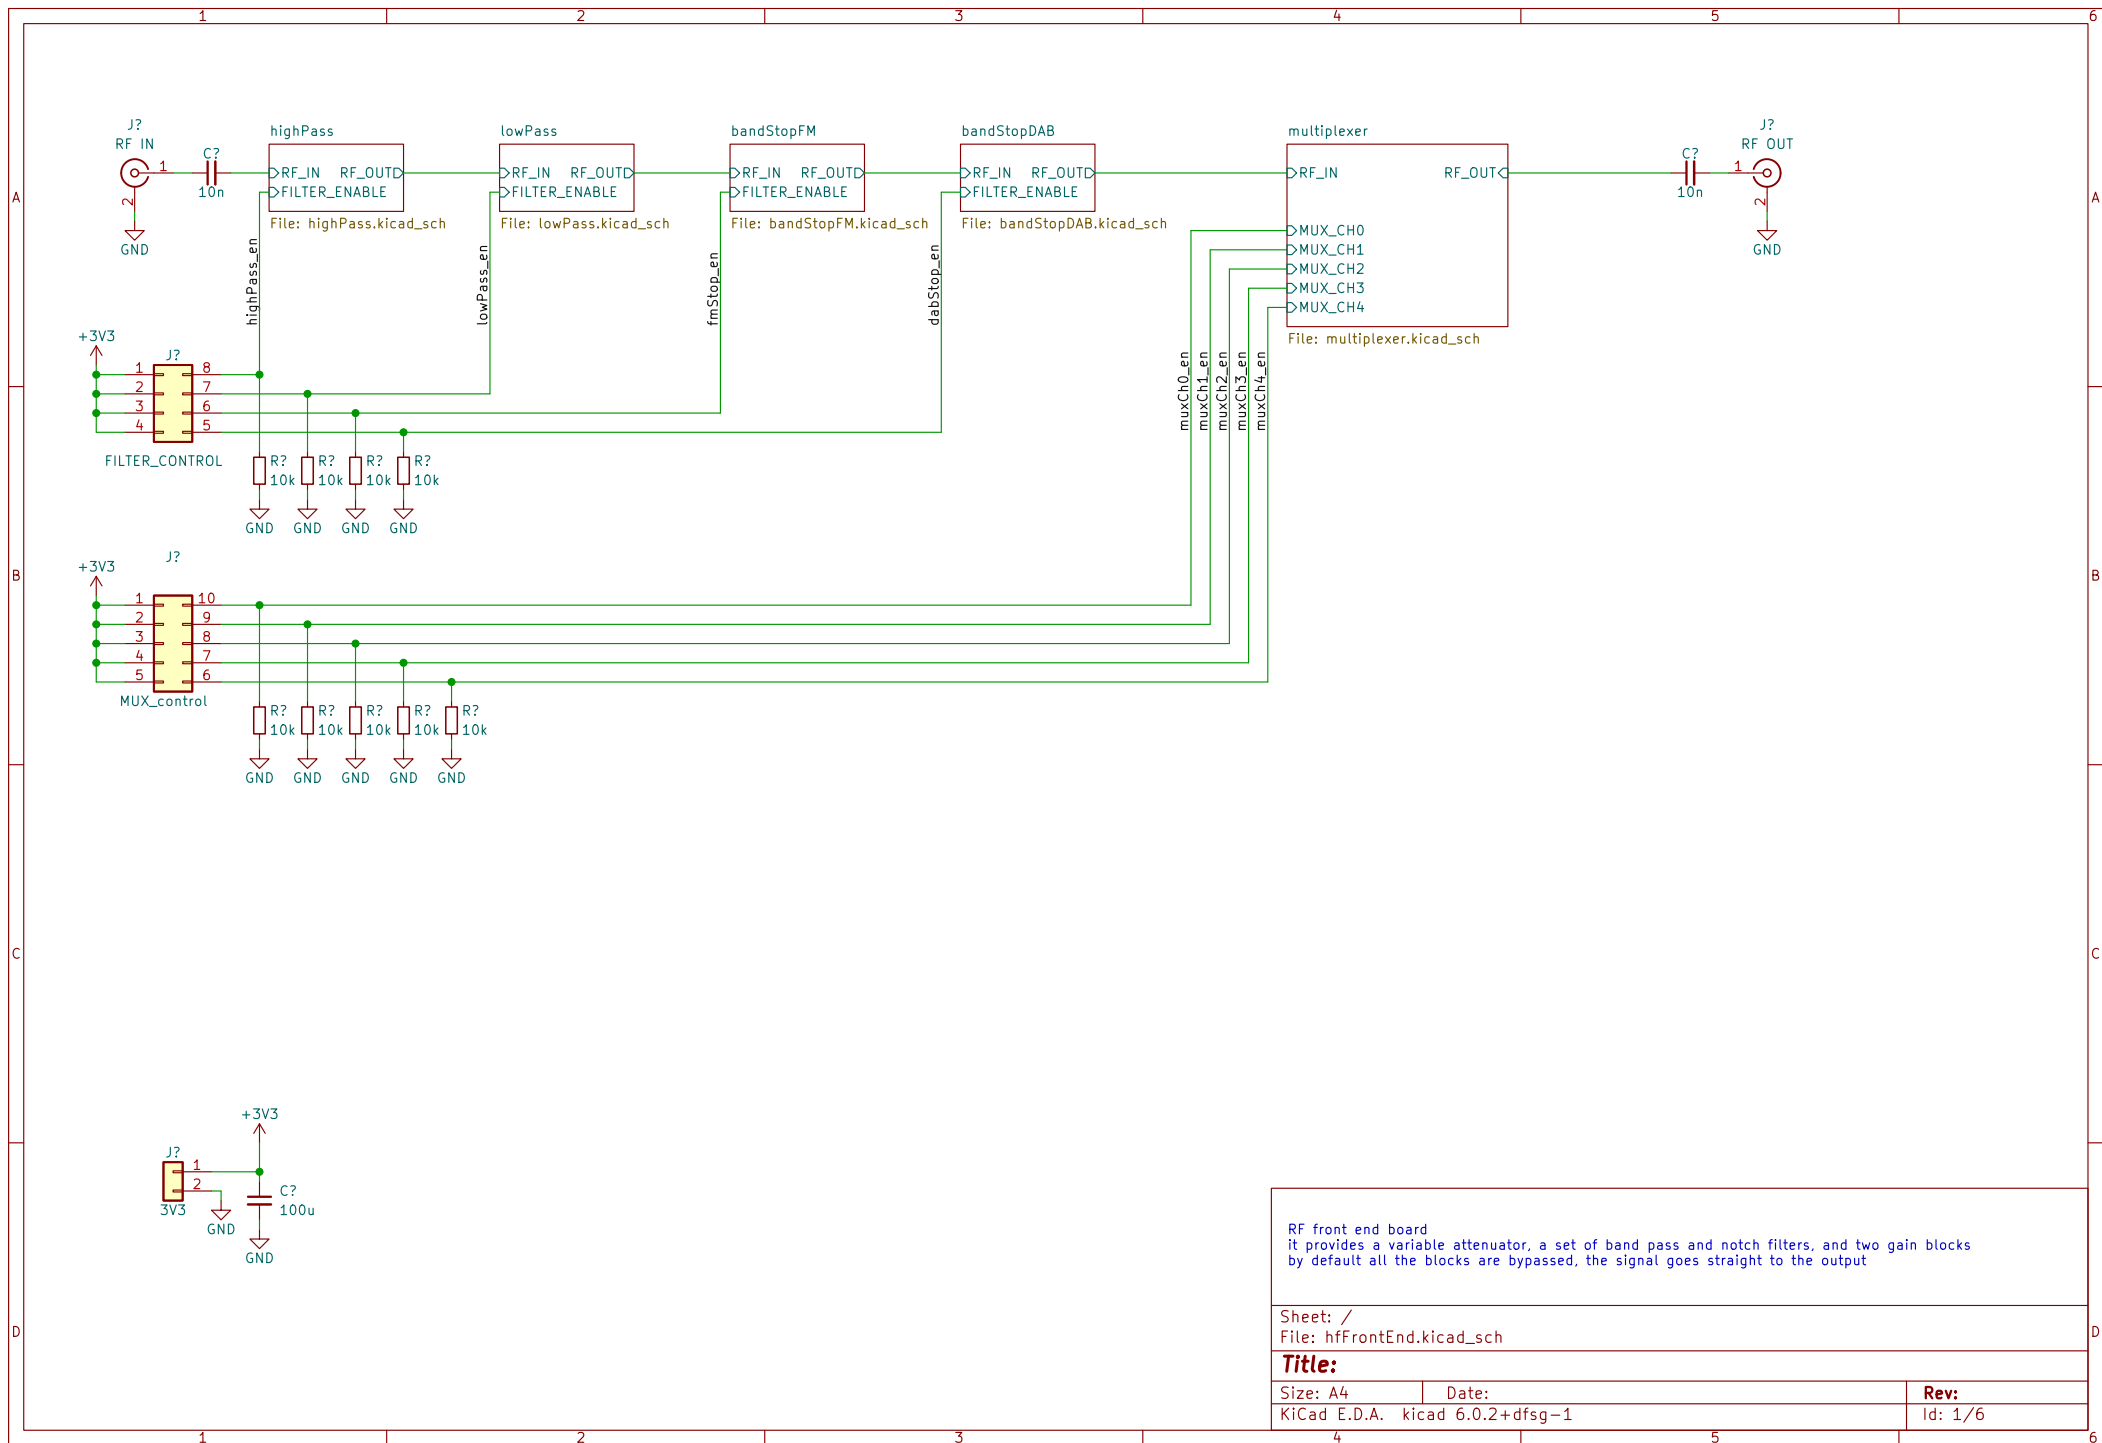 1 2 3 4 5 6
J?
RF IN
1
2
GND
C?
10n
highPass
RF_IN RF_OUT
FILTER_ENABLE
File: highPass.kicad_sch
lowPass
RF_IN RF_OUT
FILTER_ENABLE
File: lowPass.kicad_sch
bandStopFM
RF_IN RF_OUT
FILTER_ENABLE
File: bandStopFM.kicad_sch
bandStopDAB
RF_IN RF_OUT
FILTER_ENABLE
File: bandStopDAB.kicad_sch
multiplexer
RF_IN RF_OUT
MUX_CH0
MUX_CH1
MUX_CH2
MUX_CH3
MUX_CH4
File: multiplexer.kicad_sch
C?
10n
J?
RF OUT
1
2
GND
A A
highPass_en
lowPass_en
fmStop_en
dabStop_en
muxCh0_en
muxCh1_en
muxCh2_en
muxCh3_en
muxCh4_en
+3V3
J?
1 8
2 7
3 6
4 5
FILTER_CONTROL
R? R? R? R?
10k 10k 10k 10k
GND GND GND GND
B B
+3V3
J?
1 10
2 9
3 8
4 7
5 6
MUX_control
R? R? R? R? R?
10k 10k 10k 10k 10k
GND GND GND GND GND
C C
+3V3
J?
1
2
3V3
GND
C?
100u
GND
D D
RF front end board
it provides a variable attenuator, a set of band pass and notch filters, and two gain blocks
by default all the blocks are bypassed, the signal goes straight to the output
Sheet: /
File: hfFrontEnd.kicad_sch
Title:
Size: A4 Date: Rev:
KiCad E.D.A. kicad 6.0.2+dfsg-1 Id: 1/6
1 2 3 4 5 6